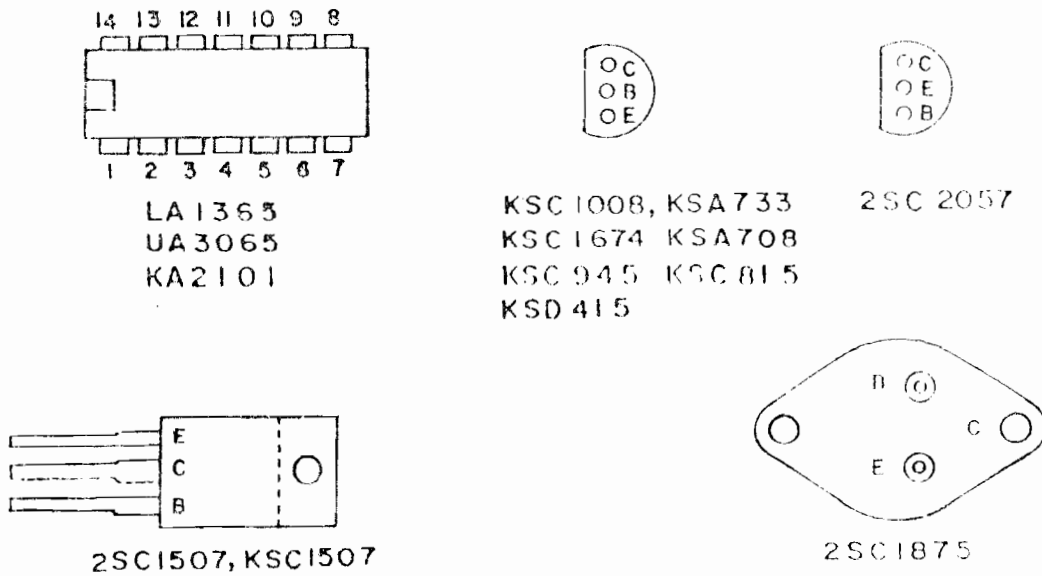 14 13 12 11 10 9 8
1 2 3 4 5 6 7
LA1365
UA3065
KA2101
C
B
E
KSC1008, KSA733
KSC1674 KSA708
KSC945 KSC815
KSD415
C
E
B
2SC2057
E
C
B
2SC1507, KSC1507
B
C
E
2SC1875